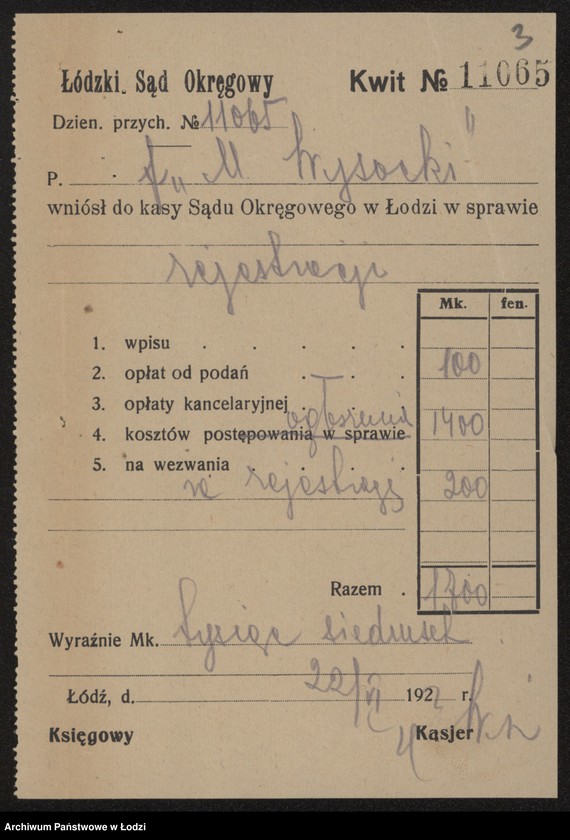 3
Łódzki Sąd Okręgowy Kwit № 11065
Dzien. przych. № 11065
P. f. „M Wysocki"
wniósł do kasy Sądu Okręgowego w Łodzi w sprawie
rejestracji
Mk. fen.
1. wpisu . . . .
2. opłat od podań . . . 100
3. opłaty kancelaryjnej . . .
ogłoszenia
4. kosztów postępowania w sprawie 1400
5. na wezwania . . . .
za rejestrację 200
Razem . 1700
Wyraźnie Mk. tysiąc siedmset
Łódź, d. 22/VI 1922 r.
Księgowy Kasjer
Archiwum Państwowe w Łodzi